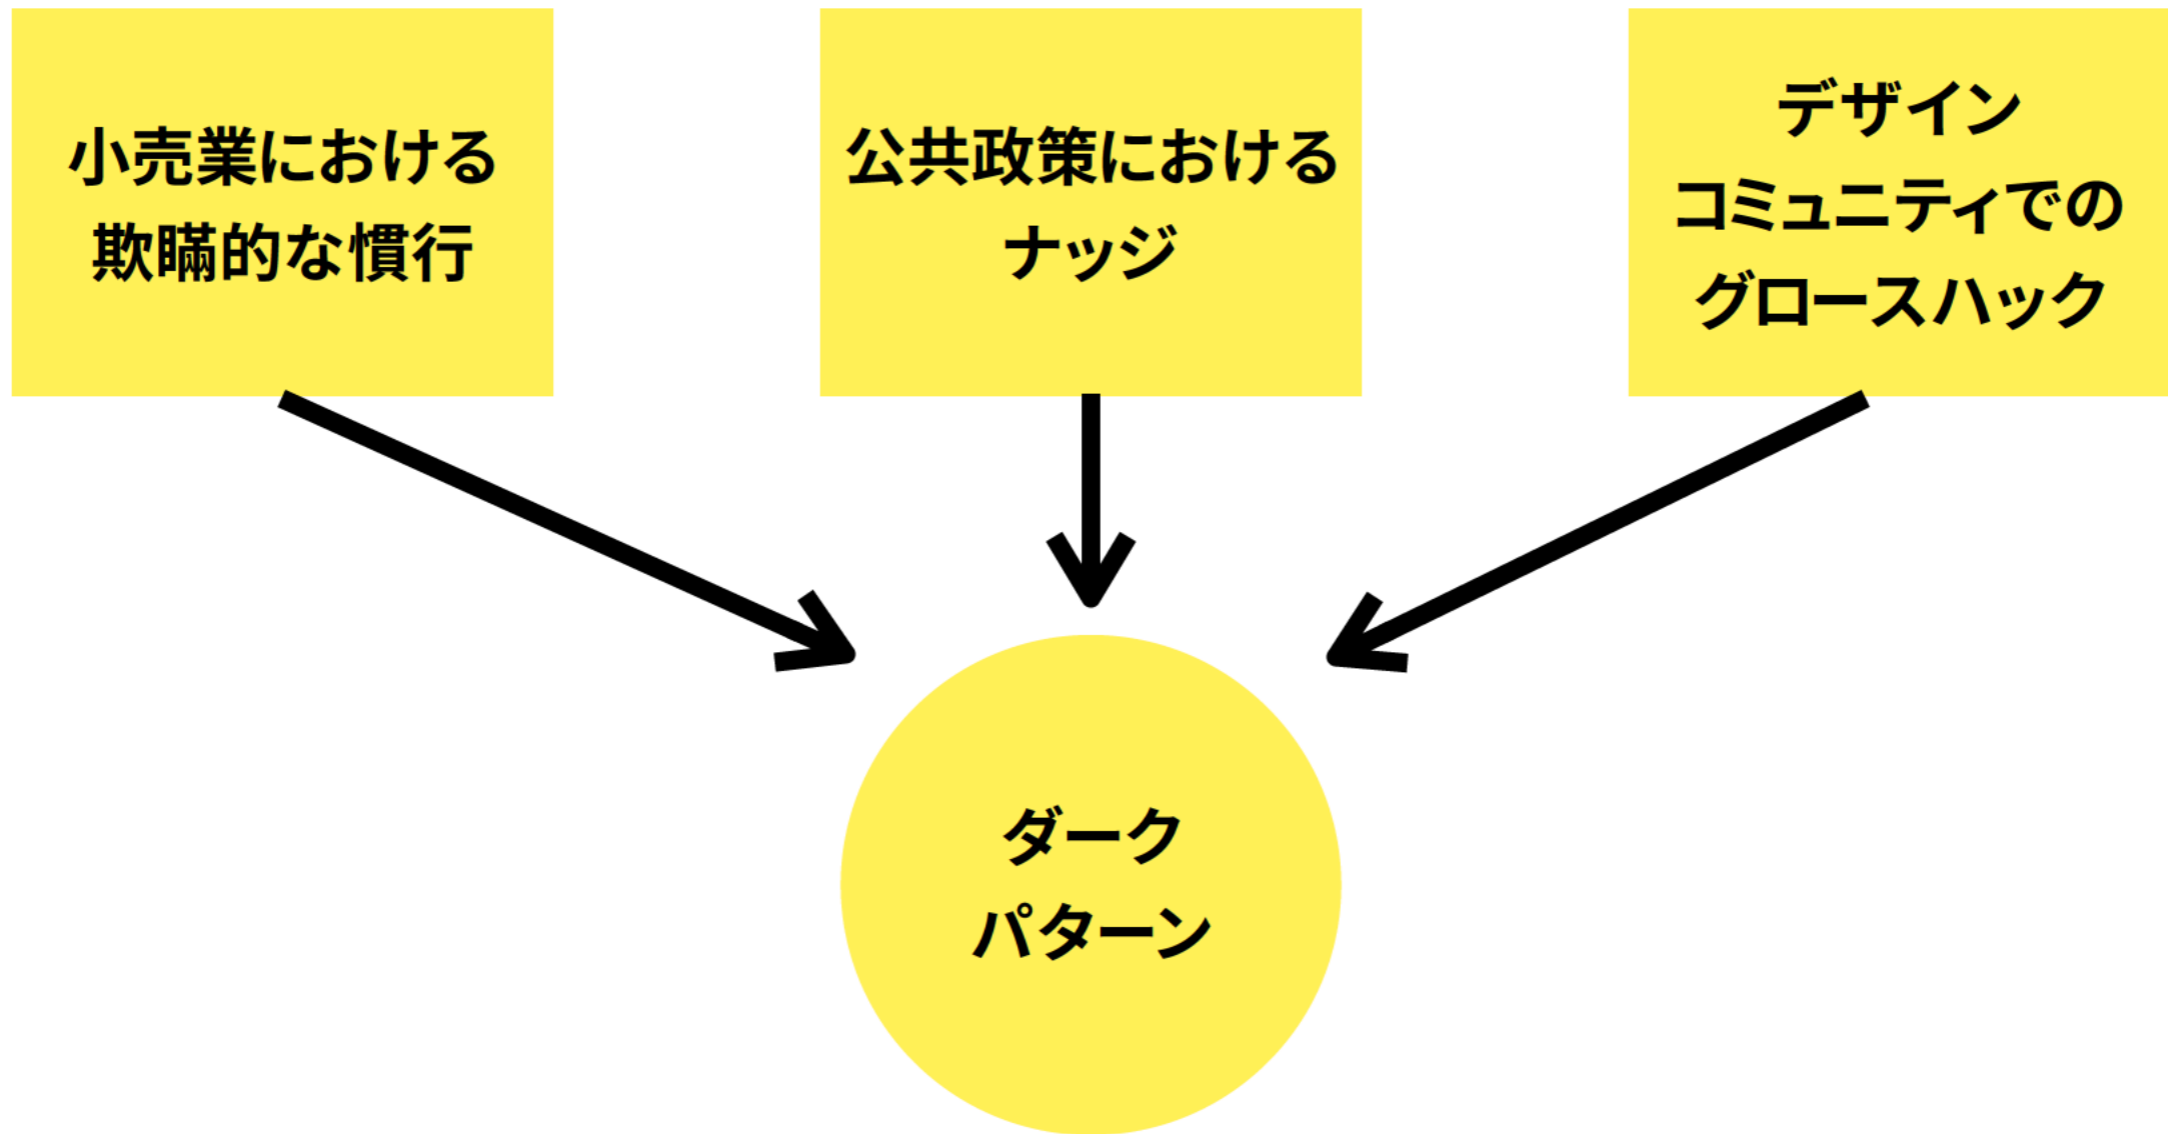 小売業における
欺瞞的な慣行
公共政策における
ナッジ
デザイン
コミュニティでの
グロースハック
ダーク
パターン